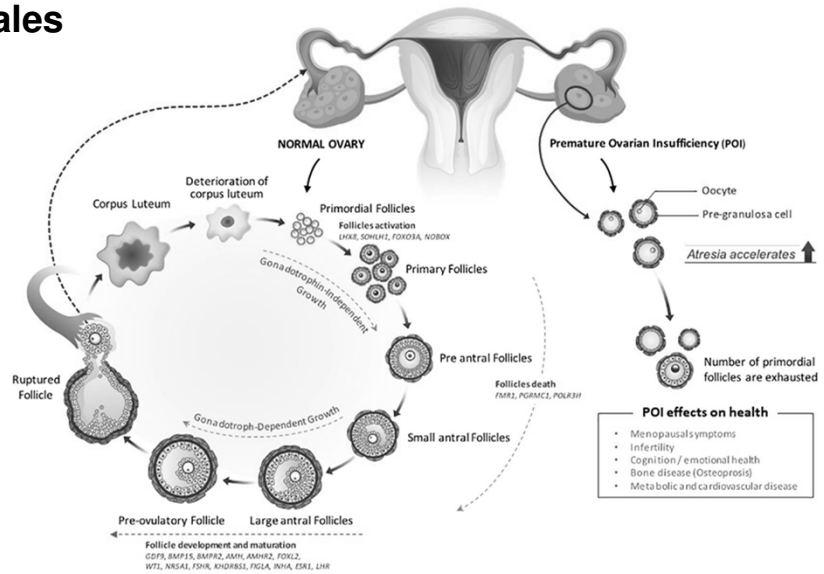 ales
NORMAL OVARY
Premature Ovarian Insufficiency (POI)
Oocyte
Pre-granulosa cell
Atresia accelerates
Number of primordial
follicles are exhausted
POI effects on health
• Menopausal symptoms
• Infertility
• Cognition / emotional health
• Bone disease (Osteoprosis)
• Metabolic and cardiovascular disease
Corpus Luteum
Deterioration of
corpus luteum
Primordial Follicles
Follicles activation
LHX8, SOHLH1, FOXO3A, NOBOX
Primary Follicles
Gonadotrophin-Independent
Growth
Pre antral Follicles
Follicles death
FMR1, PGRMC1, POLR3H
Small antral Follicles
Gonadotroph-Dependent Growth
Ruptured
Follicle
Pre-ovulatory Follicle
Large antral Follicles
Follicle development and maturation
GDF9, BMP15, BMPR2, AMH, AMHR2, FOXL2,
WT1, NR5A1, FSHR, KHDRBS1, FIGLA, INHA, ESR1, LHR